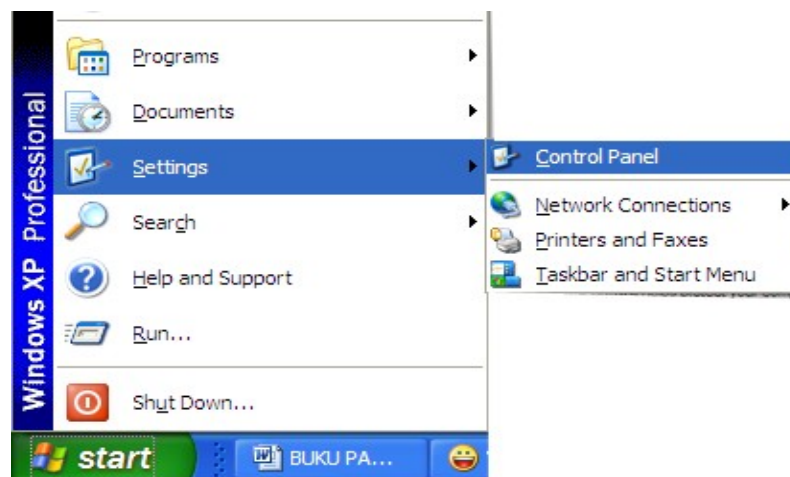 Windows XP Professional
Programs
Documents
Settings
Search
Help and Support
Run...
Shut Down...
Control Panel
Network Connections
Printers and Faxes
Taskbar and Start Menu
start
BUKU PA...